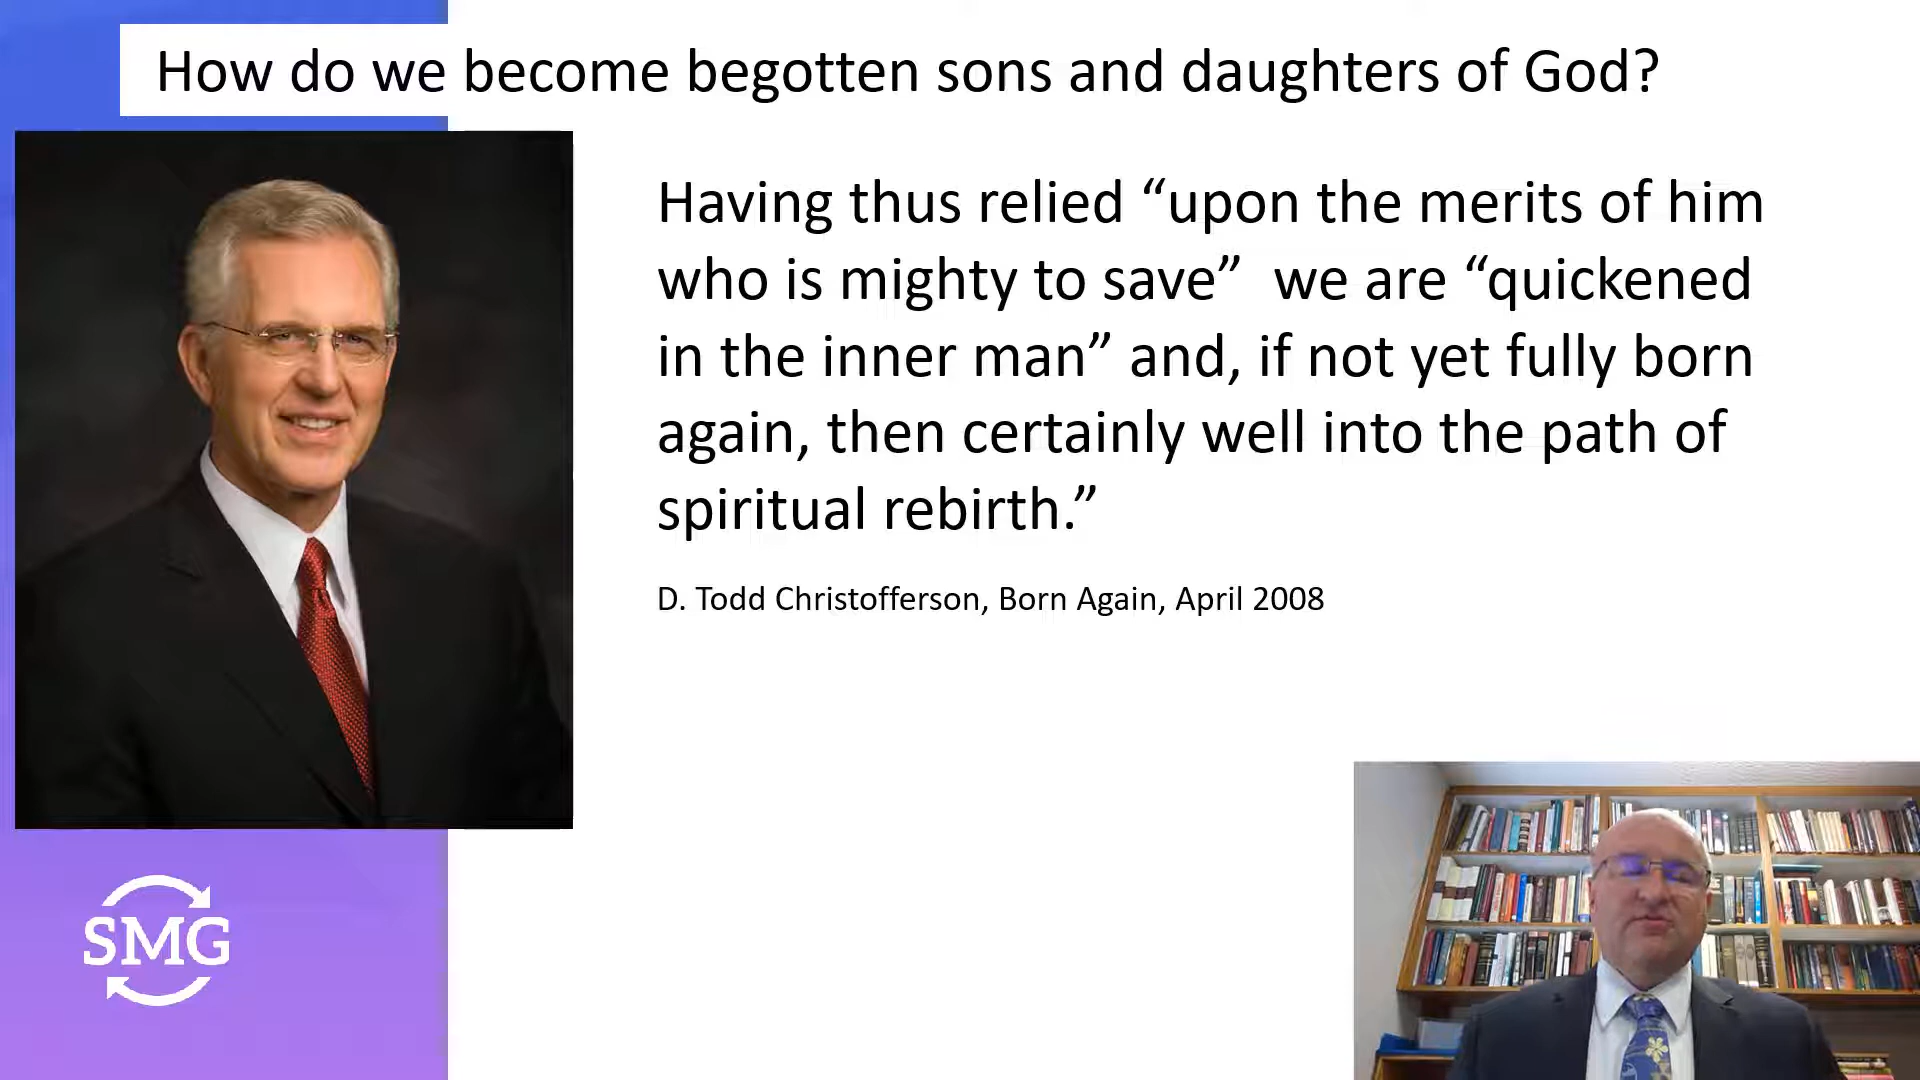 How do we become begotten sons and daughters of God?
Having thus relied “upon the merits of him
who is mighty to save”  we are “quickened
in the inner man” and, if not yet fully born
again, then certainly well into the path of
spiritual rebirth.”
D. Todd Christofferson, Born Again, April 2008
SMG